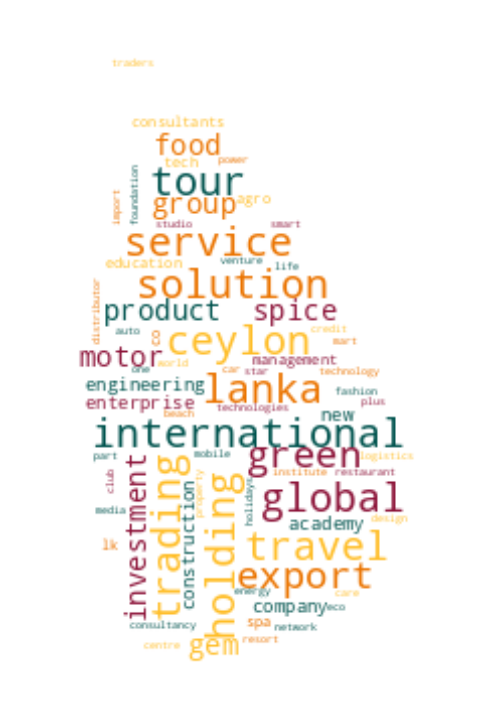 traders
consultants
food
tech
power
tour
foundation
import
group
agro
studio
smart
service
education
venture
life
solution
distributor
product
spice
auto
co
ceylon
credit
mart
motor
management
world
one
car
star
technology
engineering
lanka
fashion
enterprise
plus
technologies
beach
new
international
part
green
logistics
mobile
club
investment
trading
construction
property
holding
holidays
institute
restaurant
global
media
academy
design
lk
travel
export
energy
care
company
eco
consultancy
spa
network
centre
gem
resort